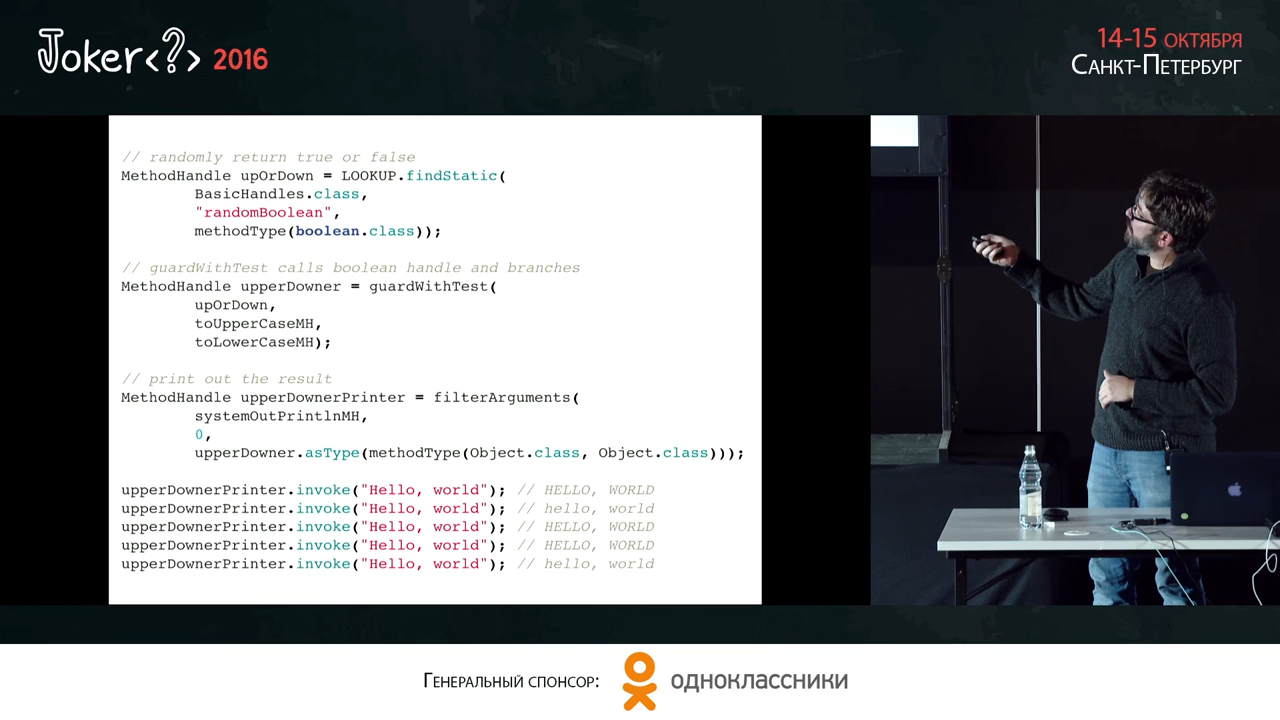 Joker<?> 2016
14-15 ОКТЯБРЯ
САНКТ-ПЕТЕРБУРГ
// randomly return true or false
MethodHandle upOrDown = LOOKUP.findStatic(
        BasicHandles.class,
        "randomBoolean",
        methodType(boolean.class));
// guardWithTest calls boolean handle and branches
MethodHandle upperDowner = guardWithTest(
        upOrDown,
        toUpperCaseMH,
        toLowerCaseMH);
// print out the result
MethodHandle upperDownerPrinter = filterArguments(
        systemOutPrintlnMH,
        0,
        upperDowner.asType(methodType(Object.class, Object.class)));
upperDownerPrinter.invoke("Hello, world"); // HELLO, WORLD
upperDownerPrinter.invoke("Hello, world"); // hello, world
upperDownerPrinter.invoke("Hello, world"); // HELLO, WORLD
upperDownerPrinter.invoke("Hello, world"); // HELLO, WORLD
upperDownerPrinter.invoke("Hello, world"); // hello, world
ГЕНЕРАЛЬНЫЙ СПОНСОР:
одноклассники